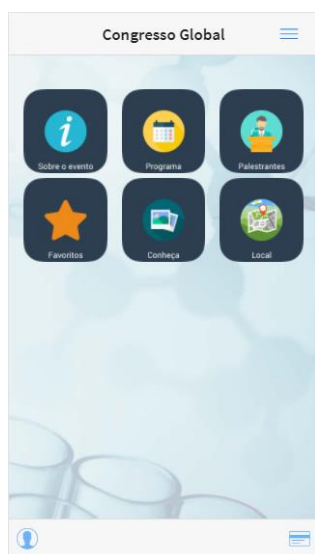 Congresso Global
Sobre o evento Programa Palestrantes
Favoritos Conheça Local